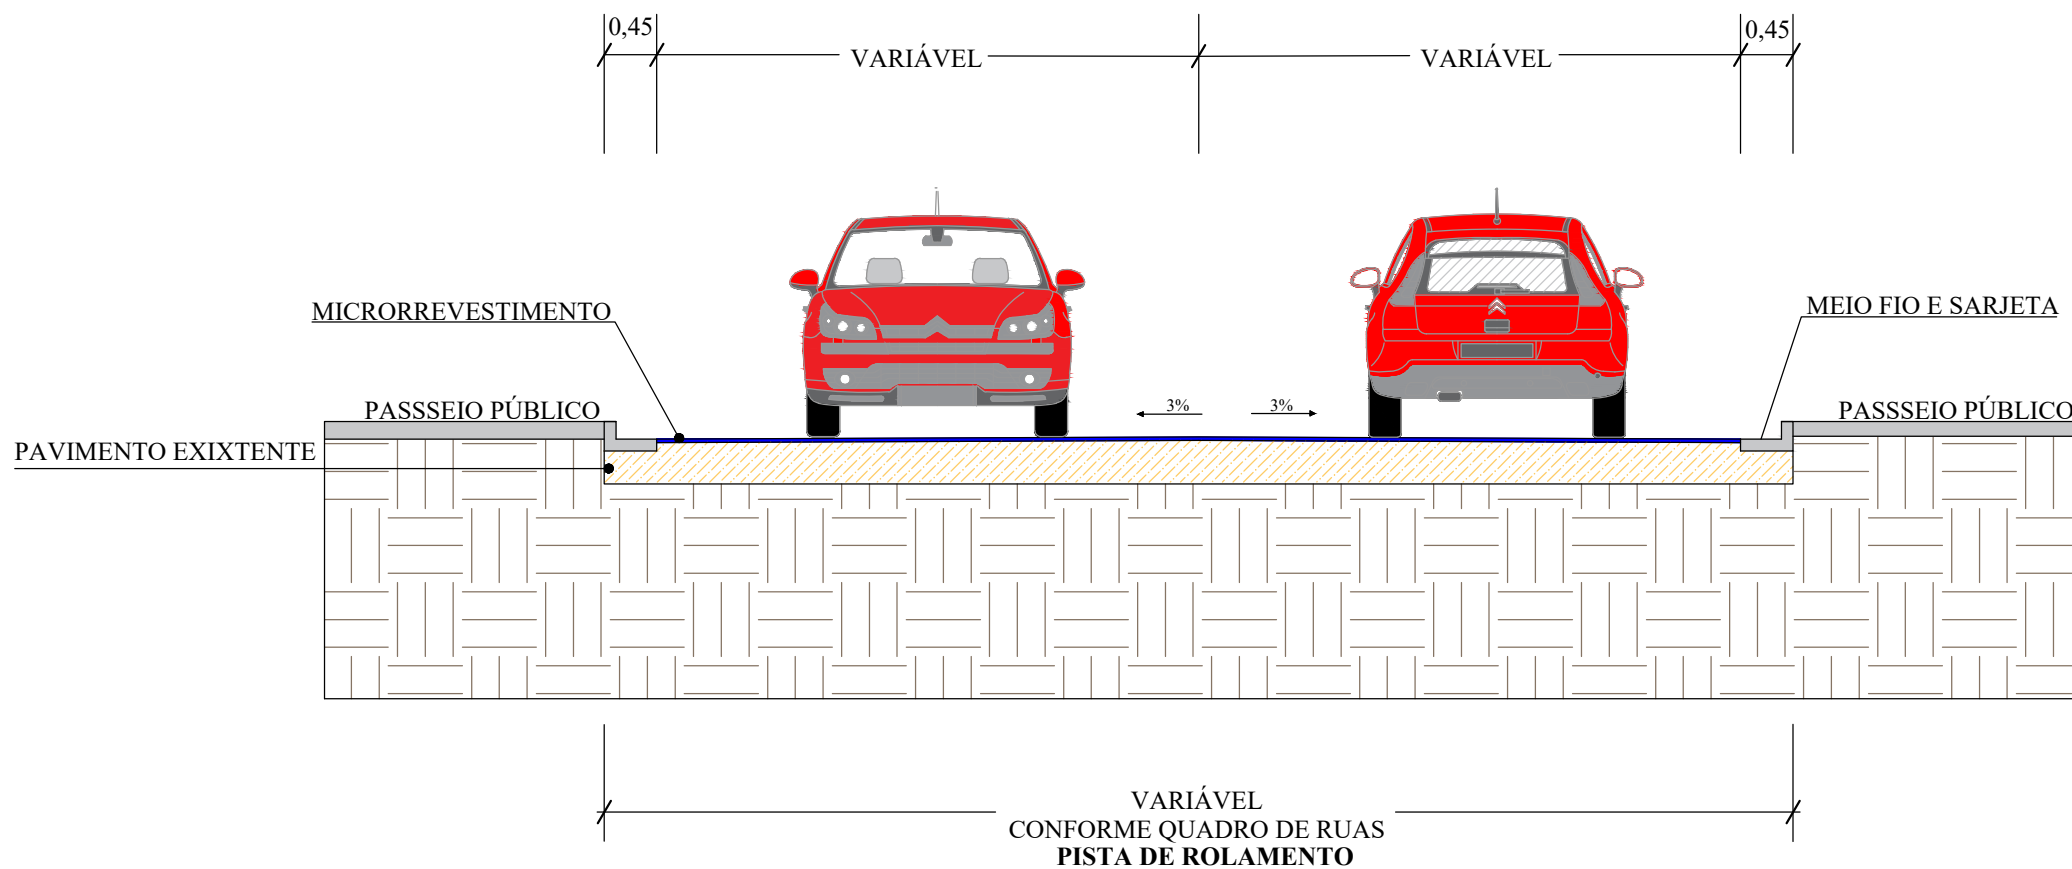 0,45
VARIÁVEL
VARIÁVEL
0,45
MICRORREVESTIMENTO
MEIO FIO E SARJETA
PASSSEIO PÚBLICO
3%
3%
PASSSEIO PÚBLICO
PAVIMENTO EXIXTENTE
VARIÁVEL
CONFORME QUADRO DE RUAS
PISTA DE ROLAMENTO